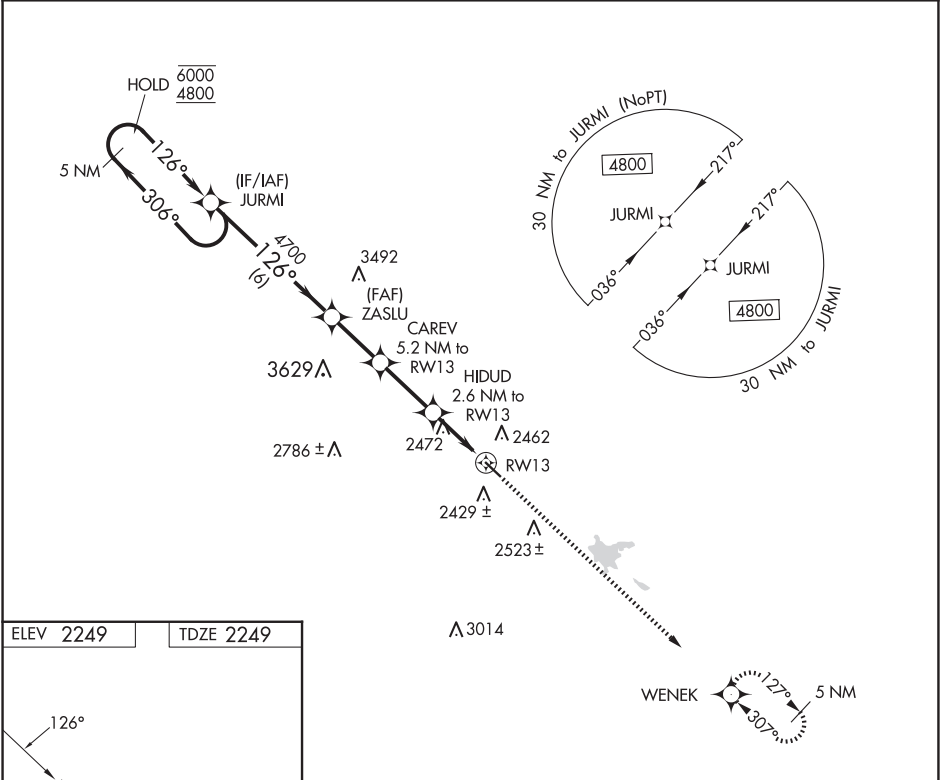 HOLD 6000
4800
5 NM
126°
306°
(IF/IAF)
JURMI
4700
126°
(6)
3492
(FAF)
ZASLU
CAREV
5.2 NM to
RW13
3629
HIDUD
2.6 NM to
RW13
2472
2462
2786 ±
RW13
2429 ±
2523 ±
3014
30 NM to JURMI (NoPT)
4800
217°
JURMI
036°
217°
JURMI
036°
4800
30 NM to JURMI
WENEK
127°
307°
5 NM
ELEV 2249
TDZE 2249
126°